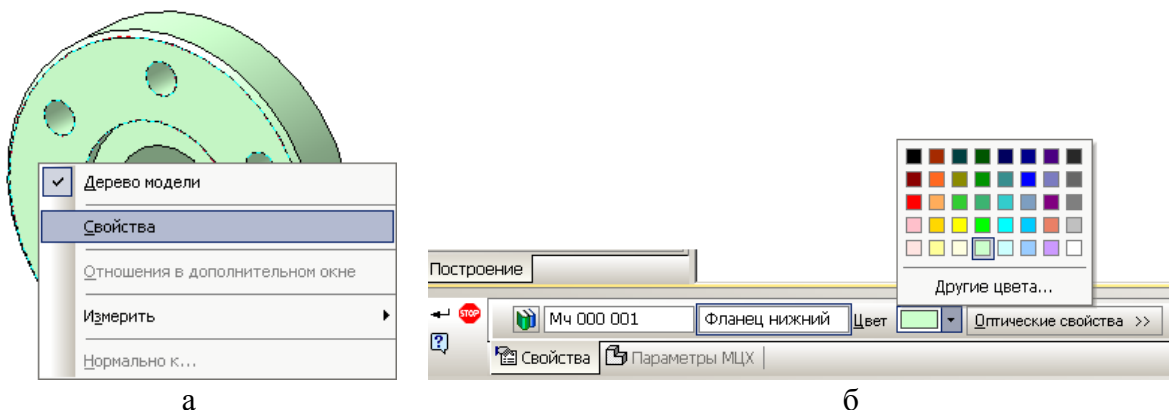 Дерево модели
Свойства
Отношения в дополнительном окне
Измерить
Нормально к...
а
Другие цвета...
Построение
STOP Мч 000 001 Фланец нижний Цвет Оптические свойства >>
? Свойства Параметры МЦХ
б